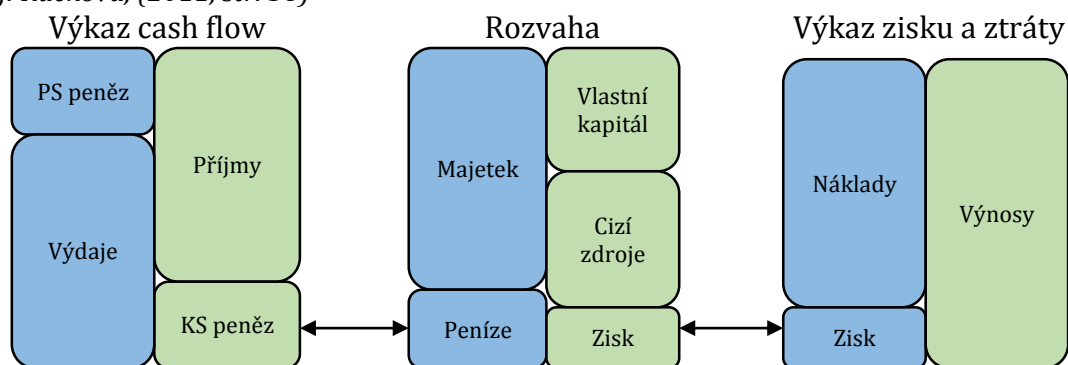 Výkaz cash flow
Rozvaha
Výkaz zisku a ztráty
PS peněz
Výdaje
Příjmy
KS peněz
Majetek
Peníze
Vlastní
kapitál
Cizí
zdroje
Zisk
Náklady
Zisk
Výnosy